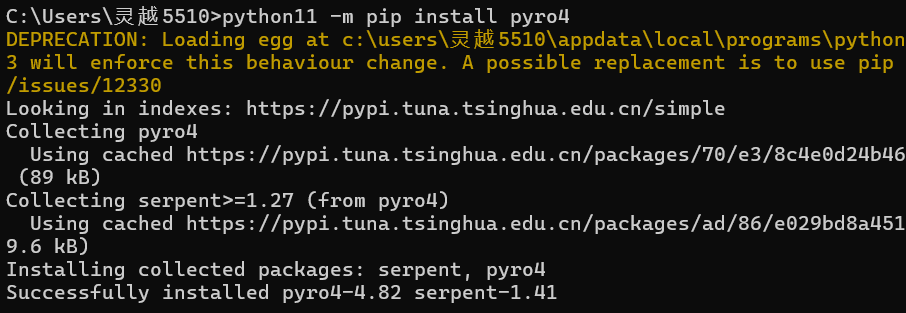 C:\Users\灵越5510>python11 -m pip install pyro4
DEPRECATION: Loading egg at c:\users\灵越5510\appdata\local\programs\python
3 will enforce this behaviour change. A possible replacement is to use pip
/issues/12330
Looking in indexes: https://pypi.tuna.tsinghua.edu.cn/simple
Collecting pyro4
  Using cached https://pypi.tuna.tsinghua.edu.cn/packages/70/e3/8c4e0d24b46
 (89 kB)
Collecting serpent>=1.27 (from pyro4)
  Using cached https://pypi.tuna.tsinghua.edu.cn/packages/ad/86/e029bd8a451
9.6 kB)
Installing collected packages: serpent, pyro4
Successfully installed pyro4-4.82 serpent-1.41